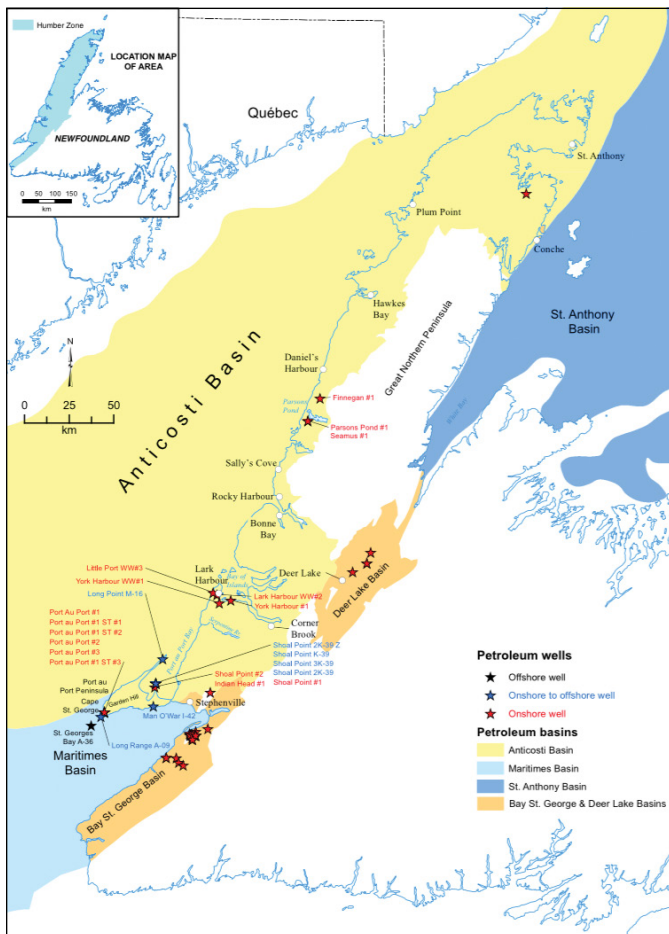 Humber Zone
LOCATION MAP
OF AREA
NEWFOUNDLAND
0 50 100 150
km
Québec
St. Anthony
Plum Point
Conche
St. Anthony
Basin
Hawkes
Bay
Great Northern Peninsula
White Bay
N
Daniel's
Harbour
Anticosti Basin
0 25 50
km
Parsons
Pond
Finnegan #1
Parsons Pond #1
Seamus #1
Sally's Cove
Rocky Harbour
Bonne
Bay
Little Port WW#3
York Harbour WW#1
Long Point M-16
Lark
Harbour
Bay of
Islands
Deer Lake
Deer Lake Basin
Lark Harbour WW#2
York Harbour #1
Port Au Port #1
Port au Port #1 ST #1
Port au Port #1 ST #2
Port au Port #2
Port au Port #3
Port au Port #1 ST #3
Corner
Brook
Port au Port Bay
Shoal Point 2K-39 Z
Shoal Point K-39
Shoal Point 3K-39
Shoal Point 2K-39
Shoal Point #1
Shoal Point #2
Indian Head #1
Port au
Port Peninsula
Cape
St. George
Garden Hill
Stephenville
Man O'War I-42
St. Georges
Bay A-36
Long Range A-09
Maritimes
Basin
Bay St. George Basin
Petroleum wells
Offshore well
Onshore to offshore well
Onshore well
Petroleum basins
Anticosti Basin
Maritimes Basin
St. Anthony Basin
Bay St. George & Deer Lake Basins